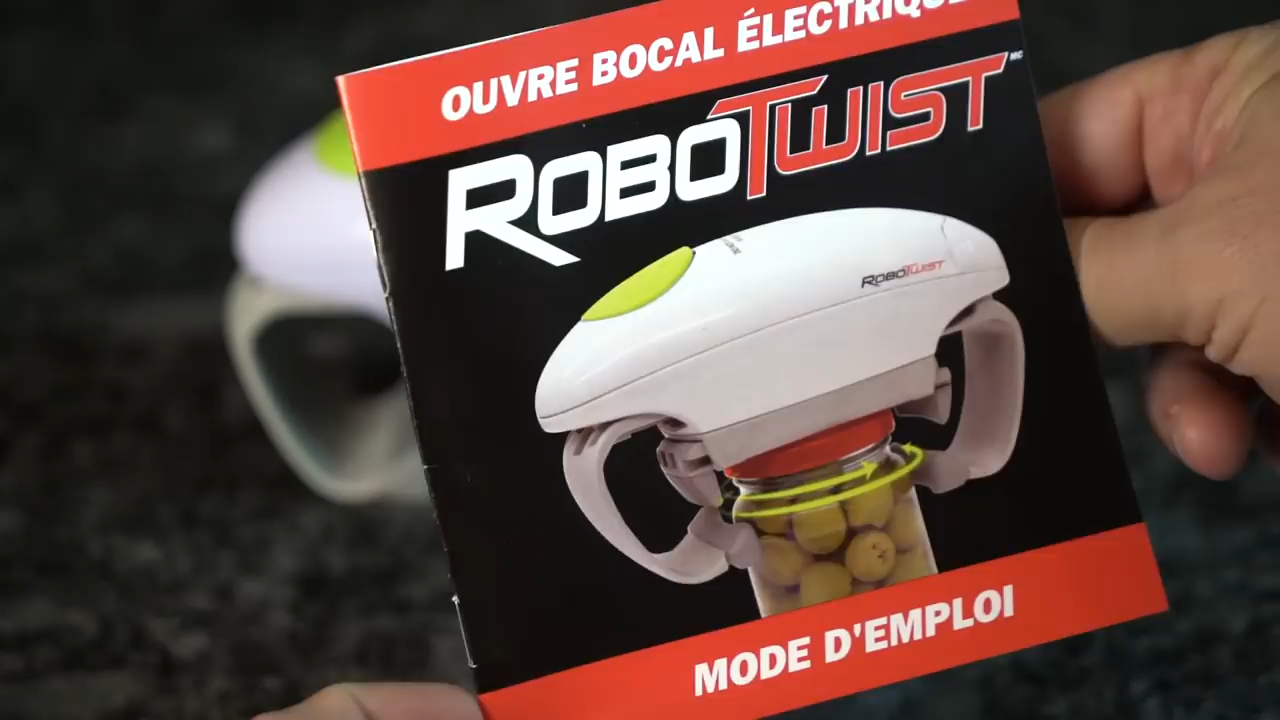 OUVRE BOCAL ÉLECTRIQUE
ROBOTWIST MC
ROBOTWIST
MODE D'EMPLOI